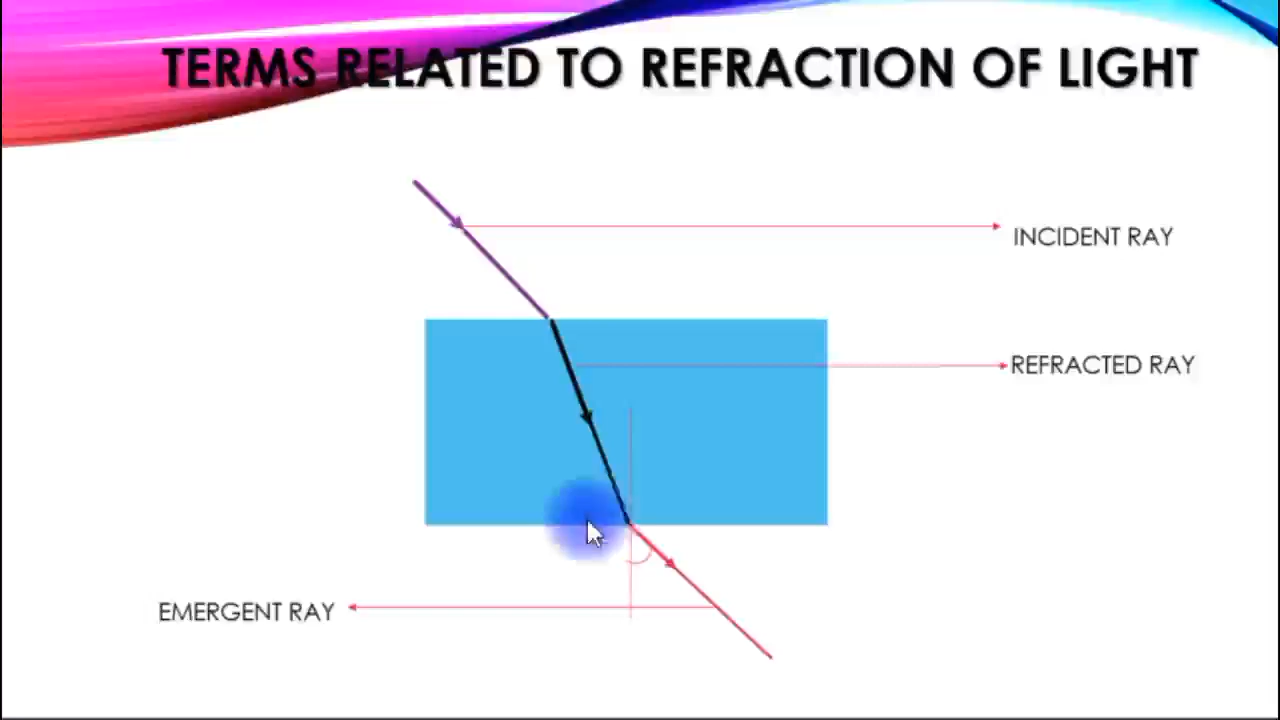 TERMS RELATED TO REFRACTION OF LIGHT
INCIDENT RAY
REFRACTED RAY
EMERGENT RAY